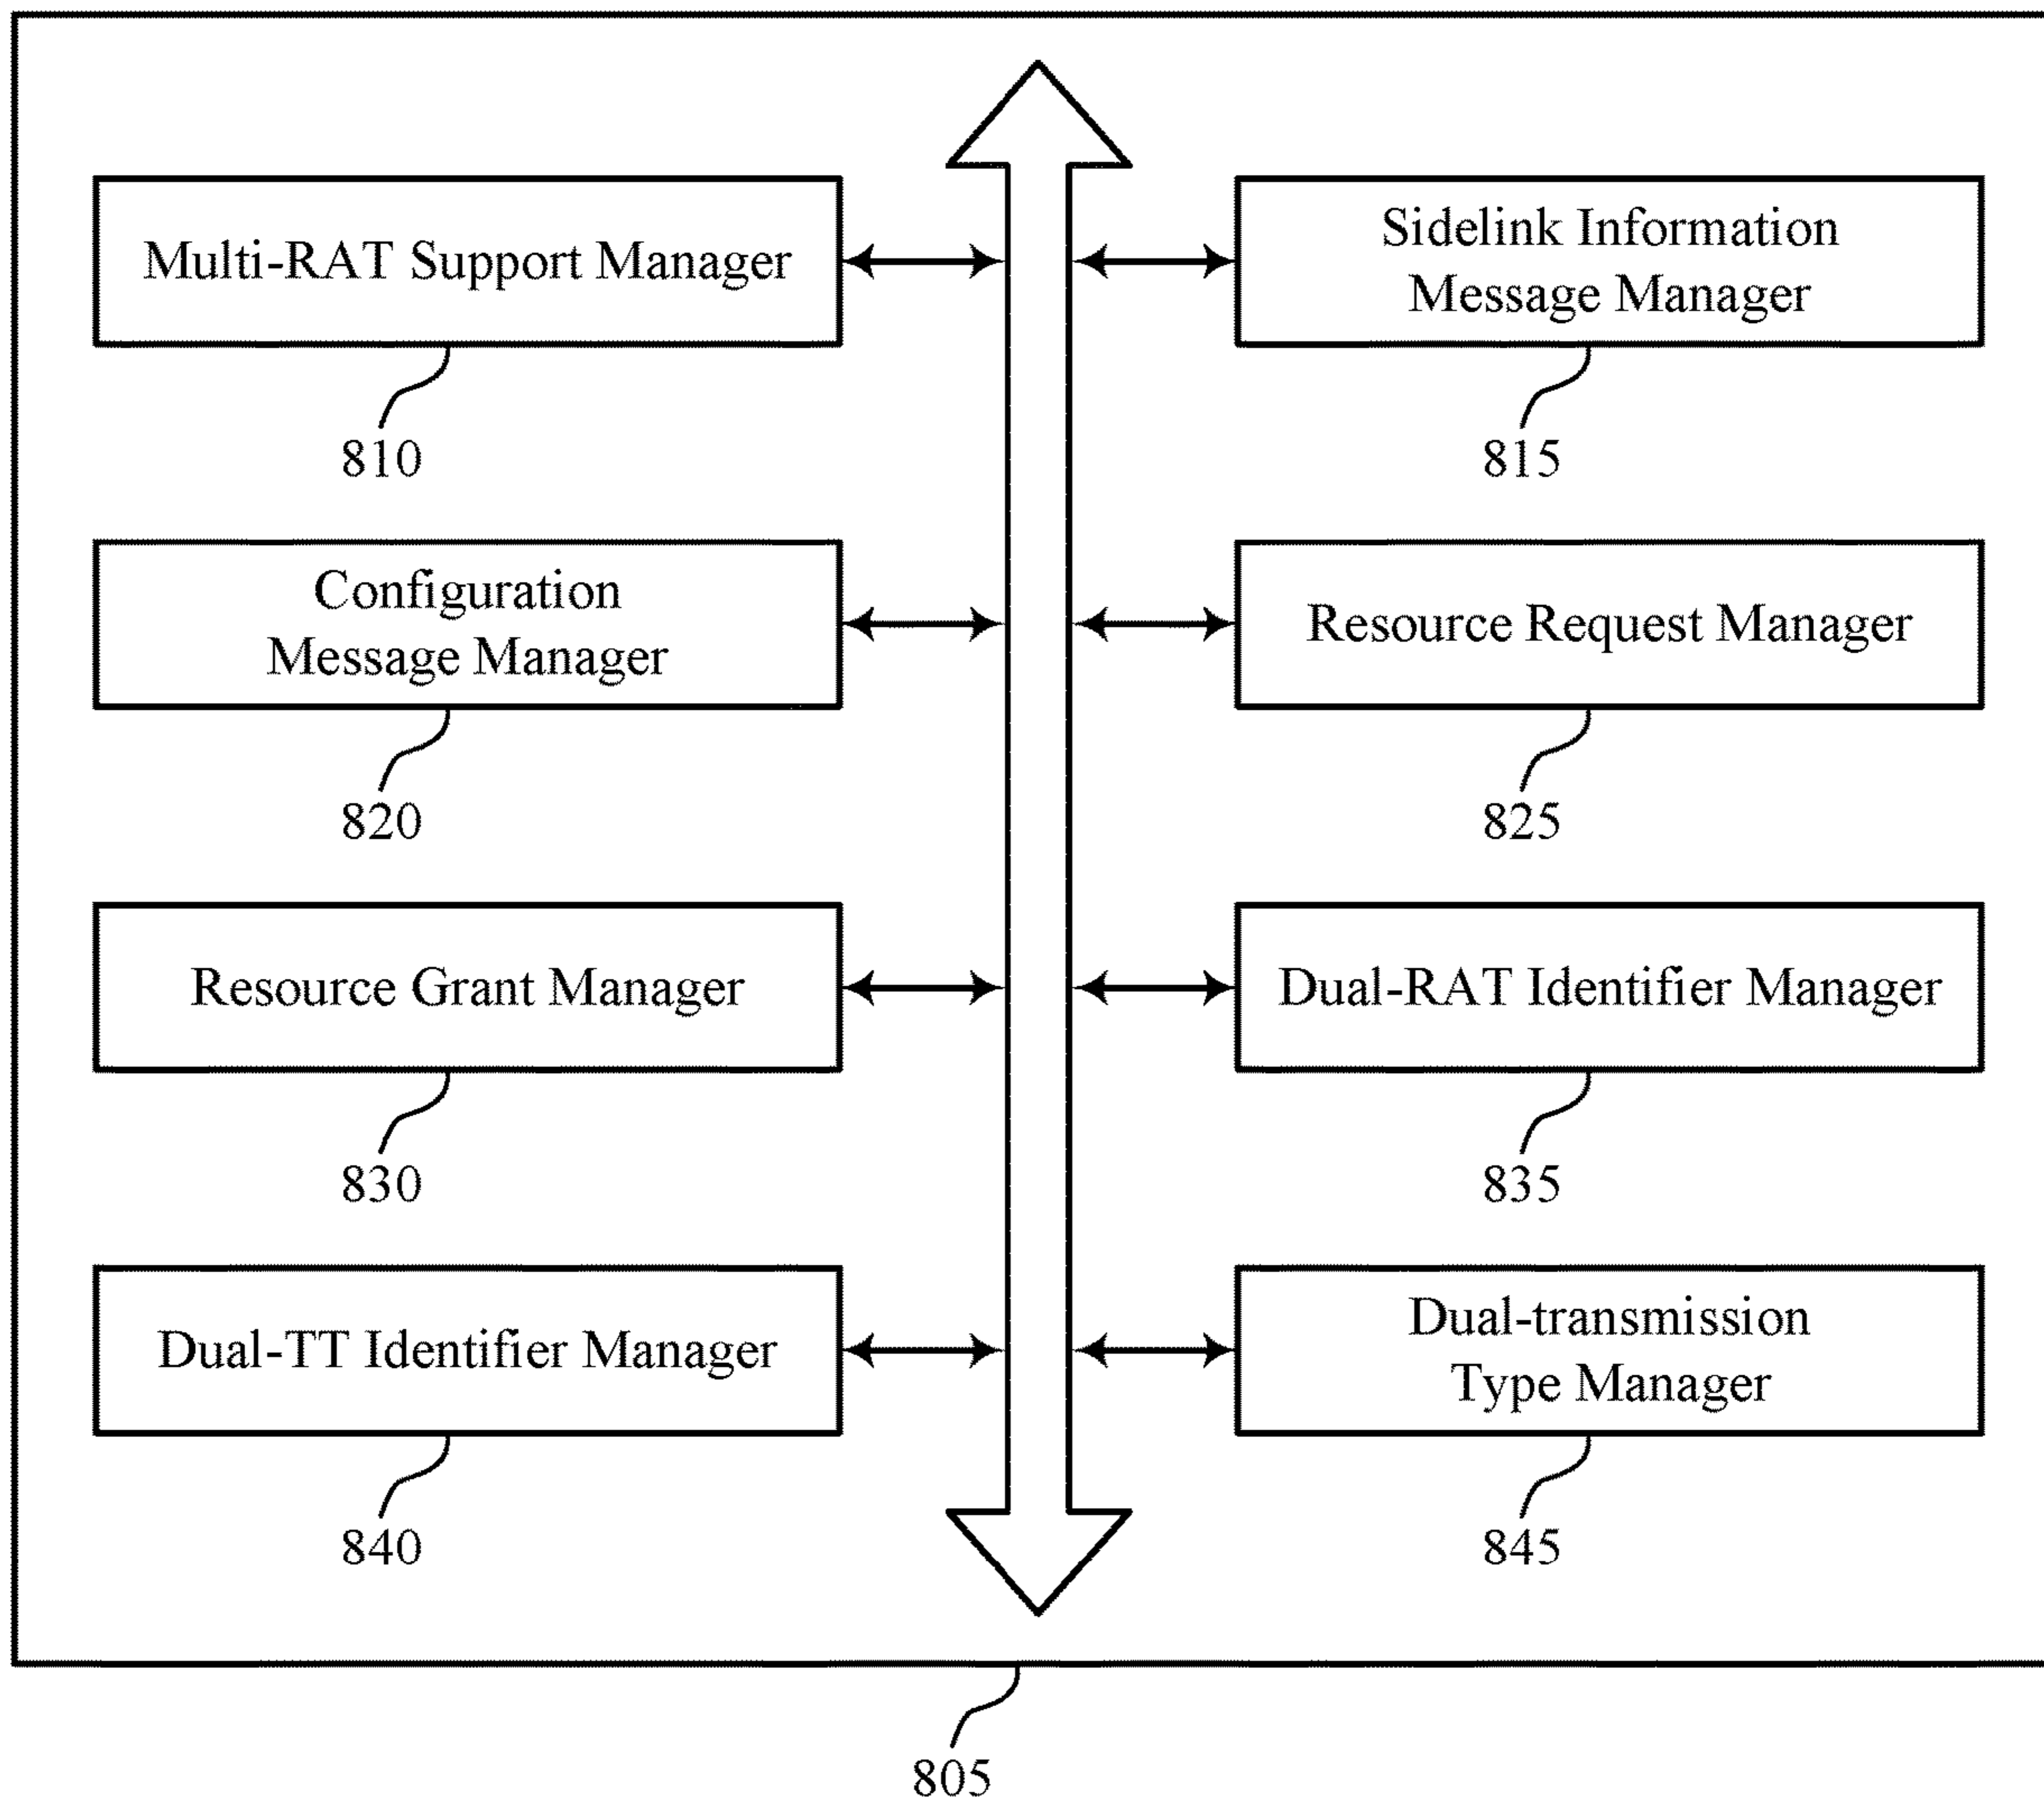 Multi-RAT Support Manager
810
Sidelink Information
Message Manager
815
Configuration
Message Manager
820
Resource Request Manager
825
Resource Grant Manager
830
Dual-RAT Identifier Manager
835
Dual-TT Identifier Manager
840
Dual-transmission
Type Manager
845
805